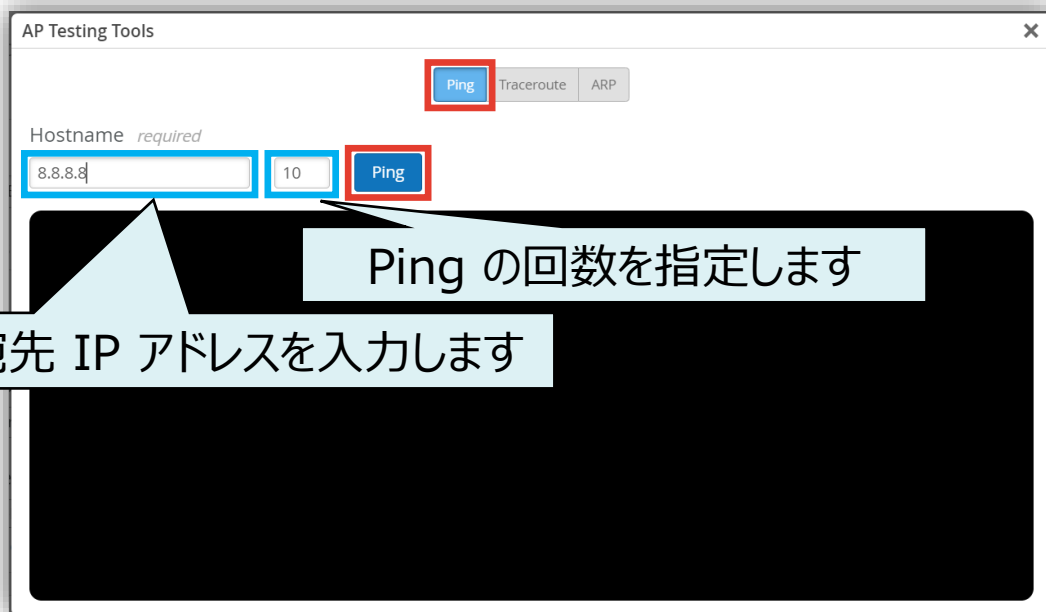 AP Testing Tools
Ping Traceroute ARP
Hostname required
8.8.8.8 10 Ping
Ping の回数を指定します
宛先 IP アドレスを入力します